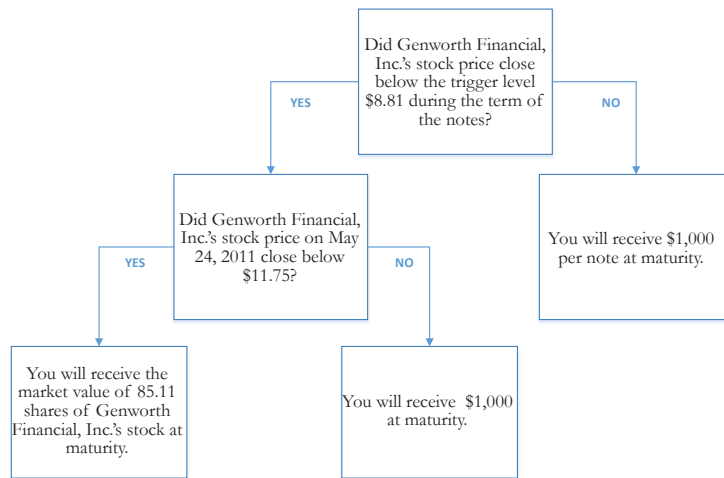 Did Genworth Financial,
Inc.'s stock price close
below the trigger level
$8.81 during the term of
the notes?
YES
NO
Did Genworth Financial,
Inc.'s stock price on May
24, 2011 close below
$11.75?
You will receive $1,000
per note at maturity.
YES
NO
You will receive the
market value of 85.11
shares of Genworth
Financial, Inc.'s stock at
maturity.
You will receive $1,000
at maturity.